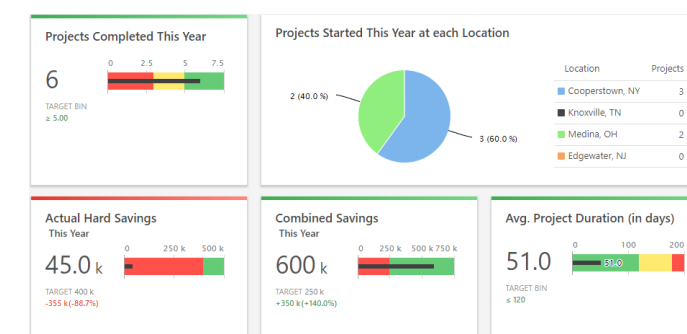 Projects Completed This Year
6
0 2.5 5 7.5
TARGET BIN
≥ 5.00
Projects Started This Year at each Location
2 (40.0 %)
3 (60.0 %)
Location Projects
Cooperstown, NY 3
Knoxville, TN 0
Medina, OH 2
Edgewater, NJ 0
Actual Hard Savings
This Year
45.0 k
0 250 k 500 k
TARGET 400 k
-355 k (-88.7%)
Combined Savings
This Year
600 k
0 250 k 500 k 750 k
TARGET 250 k
+350 k (+140.0%)
Avg. Project Duration (in days)
51.0
0 100 200
51.0
TARGET BIN
≤ 120